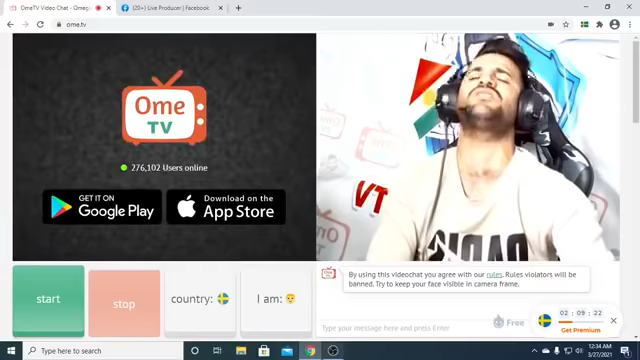 OmeTV Video Chat - Omegl
(20+) Live Producer | Facebook
ome.tv
Ome
TV
276,102 Users online
GET IT ON
Google Play
Download on the
App Store
VT
start
stop
country:
I am:
By using this videochat you agree with our rules. Rules violators will be
banned. Try to keep your face visible in camera frame.
Type your message here and press Enter
Free
02 : 09 : 22
Get Premium
Type here to search
12:34 AM
3/27/2021